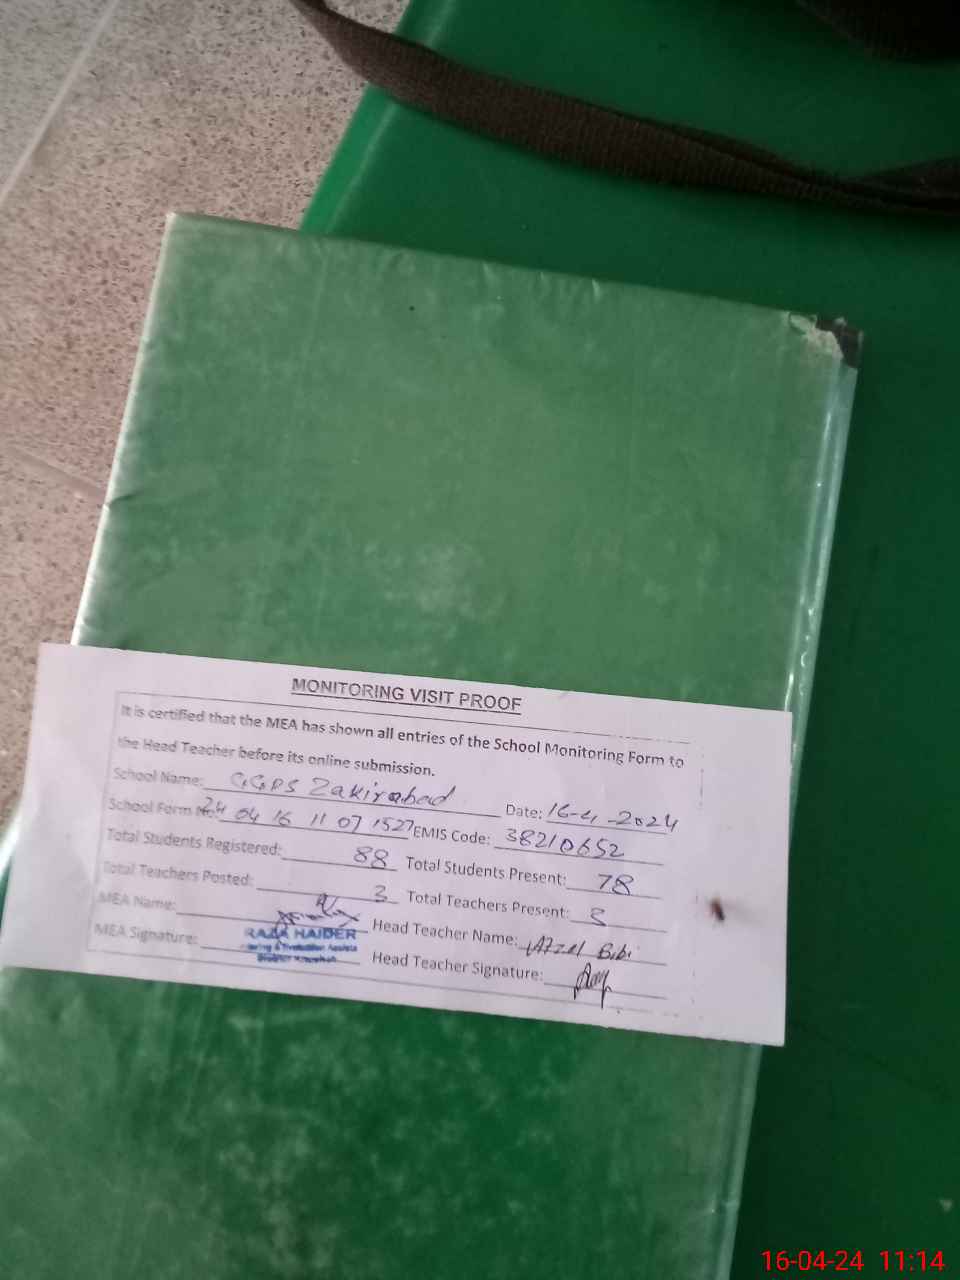 MONITORING VISIT PROOF
It is certified that the MEA has shown all entries of the School Monitoring Form to
the Head Teacher before its online submission.
School Name: GGPS Zakirabad Date: 16-4-2024
School Form No: 24 04 16 11 07 1527 EMIS Code: 38210652
Total Students Registered: 88 Total Students Present: 78
Total Teachers Posted: 3 Total Teachers Present: 3
MEA Name: Head Teacher Name: Bibi
RAZA HAIDER
MEA Signature: Head Teacher Signature:
District
16-04-24 11:14